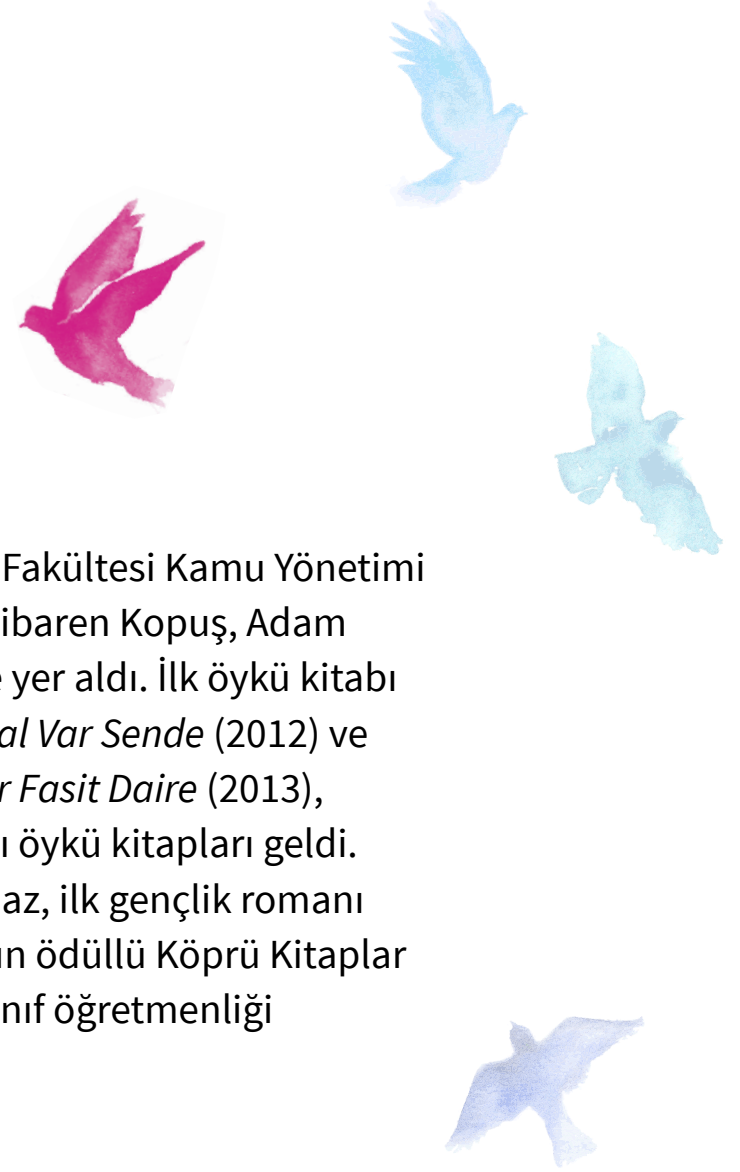 Fakültesi Kamu Yönetimi
ibaren Kopuş, Adam
yer aldı. İlk öykü kitabı
al Var Sende (2012) ve
r Fasit Daire (2013),
ı öykü kitapları geldi.
az, ilk gençlik romanı
ın ödüllü Köprü Kitaplar
nıf öğretmenliği